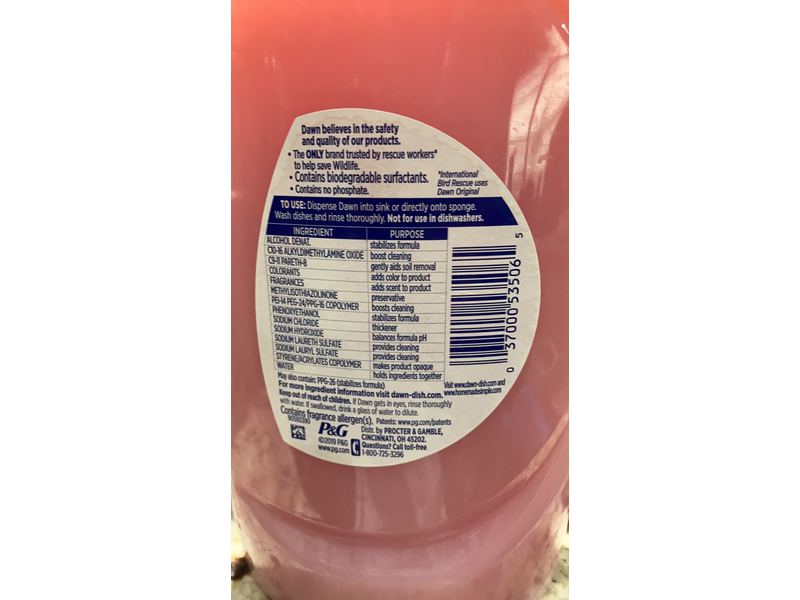 Dawn believes in the safety
and quality of our products.
• The ONLY brand trusted by rescue workers*
to help save Wildlife.
• Contains biodegradable surfactants.
• Contains no phosphate.
*International
Bird Rescue uses
Dawn Original
TO USE: Dispense Dawn into sink or directly onto sponge.
Wash dishes and rinse thoroughly. Not for use in dishwashers.
INGREDIENT PURPOSE
ALCOHOL DENAT. stabilizes formula
C10-16 ALKYLDIMETHYLAMINE OXIDE boost cleaning
C9-11 PARETH-8 gently aids soil removal
COLORANTS adds color to product
FRAGRANCES adds scent to product
METHYLISOTHIAZOLINONE preservative
PEI-14 PEG-24/PPG-16 COPOLYMER boosts cleaning
PHENOXYETHANOL stabilizes formula
SODIUM CHLORIDE thickener
SODIUM HYDROXIDE balances formula pH
SODIUM LAURETH SULFATE provides cleaning
SODIUM LAURYL SULFATE provides cleaning
STYRENE/ACRYLATES COPOLYMER makes product opaque
WATER holds ingredients together
0 37000 53506 5
May also contain: PPG-26 (stabilizes formula)
For more ingredient information visit dawn-dish.com.
Visit www.dawn-dish.com and
www.homemadesimple.com
Keep out of reach of children. If Dawn gets in eyes, rinse thoroughly
with water. If swallowed, drink a glass of water to dilute.
Contains fragrance allergen(s). Patents: www.pg.com/patents
90593390
P&G
©2019 P&G
www.pg.com
Distr. by PROCTER & GAMBLE,
CINCINNATI, OH 45202.
Questions? Call toll-free
1-800-725-3296